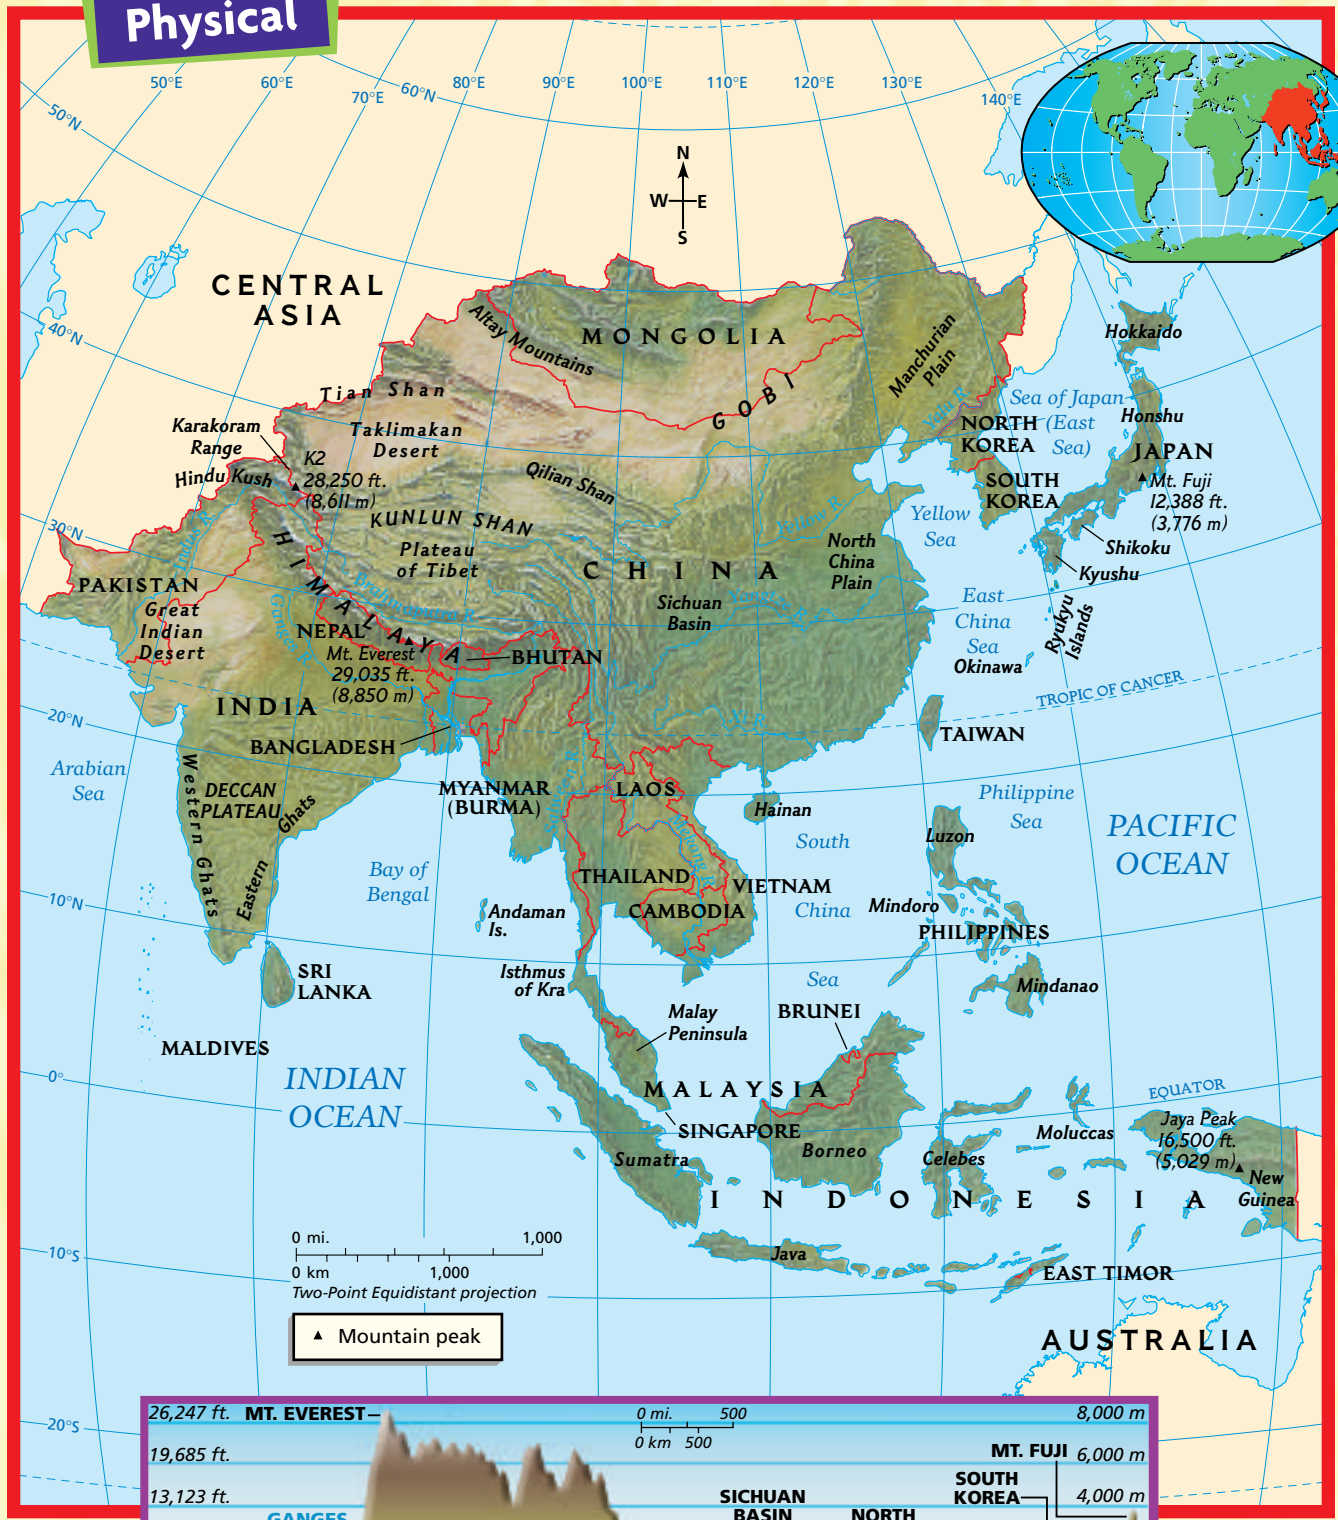 Physical
50°E
60°E
70°E
60°N
80°E
90°E
100°E
110°E
120°E
130°E
140°E
50°N
N
W
E
S
CENTRAL
ASIA
40°N
Altay Mountains
MONGOLIA
GOBI
Manchurian
Plain
Hokkaido
Tian Shan
Taklimakan
Desert
Karakoram
Range
Hindu Kush
K2
28,250 ft.
(8,611 m)
Qilian Shan
KUNLUN SHAN
Yalu R.
NORTH
KOREA
SOUTH
KOREA
Sea of Japan
(East
Sea)
Honshu
JAPAN
Mt. Fuji
12,388 ft.
(3,776 m)
Shikoku
Kyushu
Yellow
Sea
Yellow R.
30°N
Indus R.
HIMALAYA
Plateau
of Tibet
CHINA
North
China
Plain
PAKISTAN
Great
Indian
Desert
Ganges R.
Brahmaputra R.
NEPAL
Mt. Everest
29,035 ft.
(8,850 m)
BHUTAN
Sichuan
Basin
Yangtze R.
East
China
Sea
Ryukyu
Islands
Okinawa
TROPIC OF CANCER
INDIA
BANGLADESH
Xi R.
TAIWAN
20°N
Arabian
Sea
Western Ghats
DECCAN
PLATEAU
Eastern Ghats
MYANMAR
(BURMA)
Salween R.
LAOS
Mekong R.
Hainan
Philippine
Sea
PACIFIC
OCEAN
Luzon
South
China
Sea
Bay of
Bengal
THAILAND
VIETNAM
CAMBODIA
Mindoro
PHILIPPINES
10°N
Andaman
Is.
Isthmus
of Kra
SRI
LANKA
Mindanao
Malay
Peninsula
BRUNEI
MALDIVES
INDIAN
OCEAN
0°
MALAYSIA
EQUATOR
SINGAPORE
Sumatra
Borneo
Celebes
Moluccas
Jaya Peak
16,500 ft.
(5,029 m)
New
Guinea
INDONESIA
10°S
0 mi.
1,000
0 km
1,000
Two-Point Equidistant projection
Java
EAST TIMOR
Mountain peak
AUSTRALIA
20°S
26,247 ft.
MT. EVEREST
0 mi.
500
0 km
500
8,000 m
19,685 ft.
MT. FUJI
6,000 m
13,123 ft.
SICHUAN
BASIN
NORTH
SOUTH
KOREA
4,000 m
GANGES